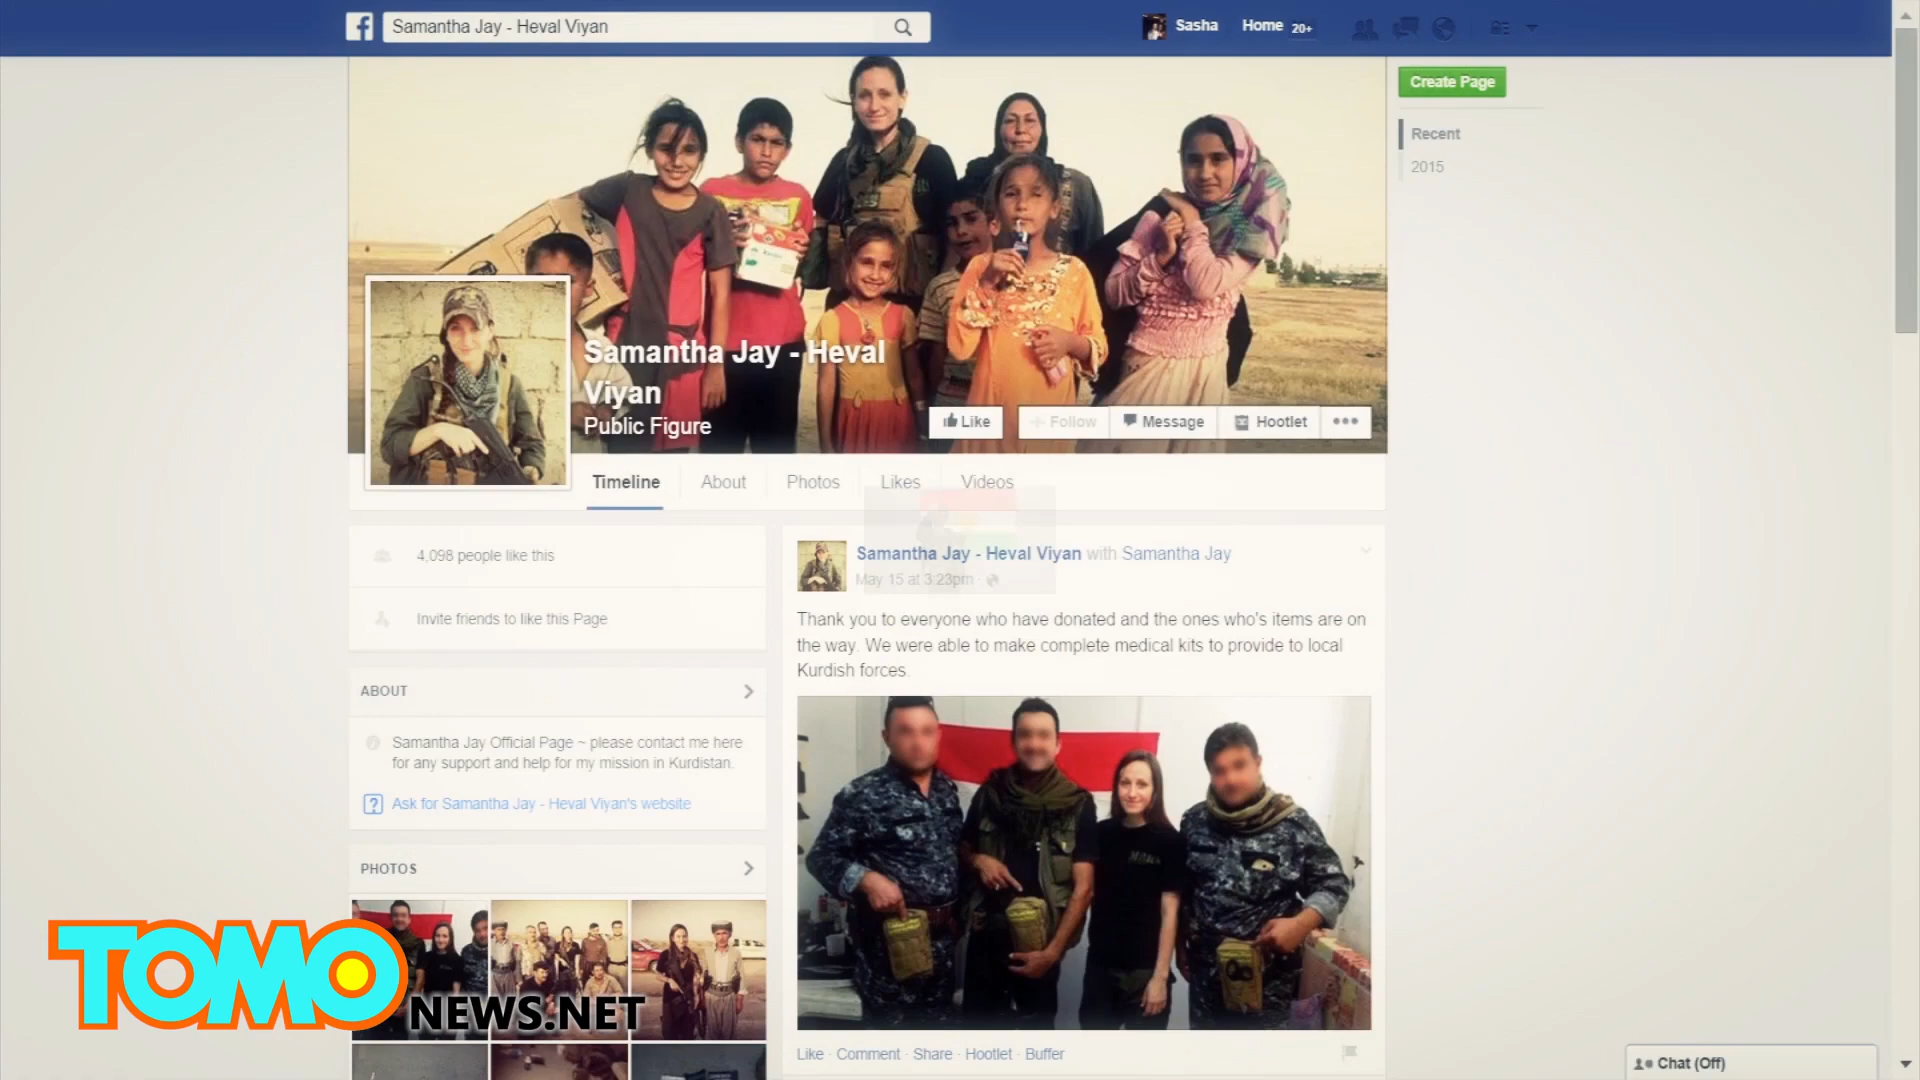 Samantha Jay - Heval Viyan
Sasha
Home 20+
Create Page
Recent
2015
Samantha Jay - Heval
Viyan
Public Figure
Like
Follow
Message
Hootlet
Timeline
About
Photos
Likes
Videos
4,098 people like this
Invite friends to like this Page
ABOUT
Samantha Jay Official Page ~ please contact me here
for any support and help for my mission in Kurdistan.
Ask for Samantha Jay - Heval Viyan's website
PHOTOS
Samantha Jay - Heval Viyan with Samantha Jay
May 15 at 3:23pm ·
Thank you to everyone who have donated and the ones who's items are on
the way. We were able to make complete medical kits to provide to local
Kurdish forces.
Like · Comment · Share · Hootlet · Buffer
TOMO
NEWS.NET
Chat (Off)